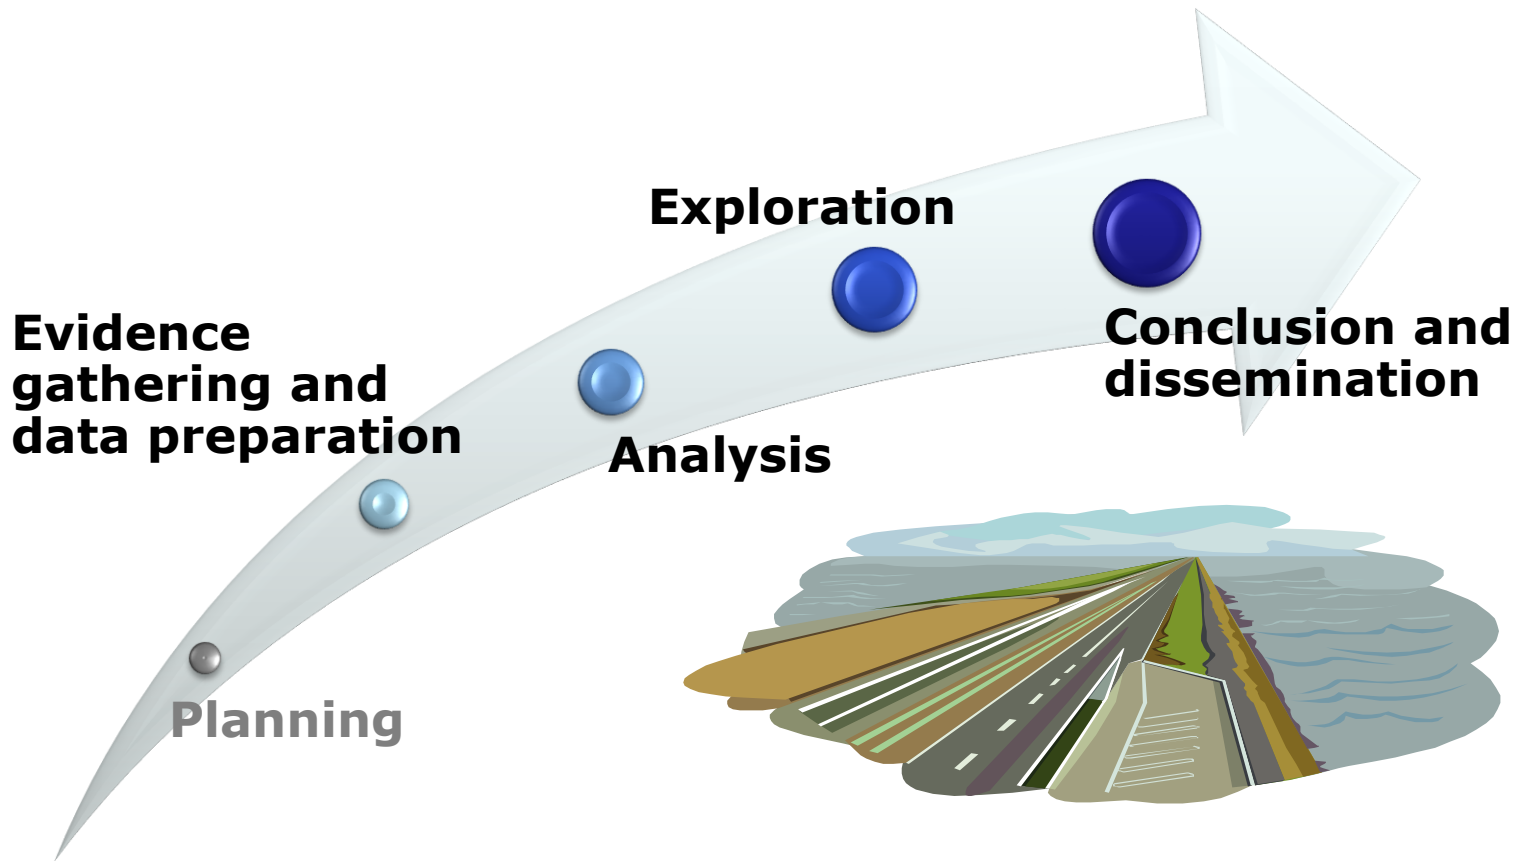 Exploration
Evidence
gathering and
data preparation
Conclusion and
dissemination
Analysis
Planning